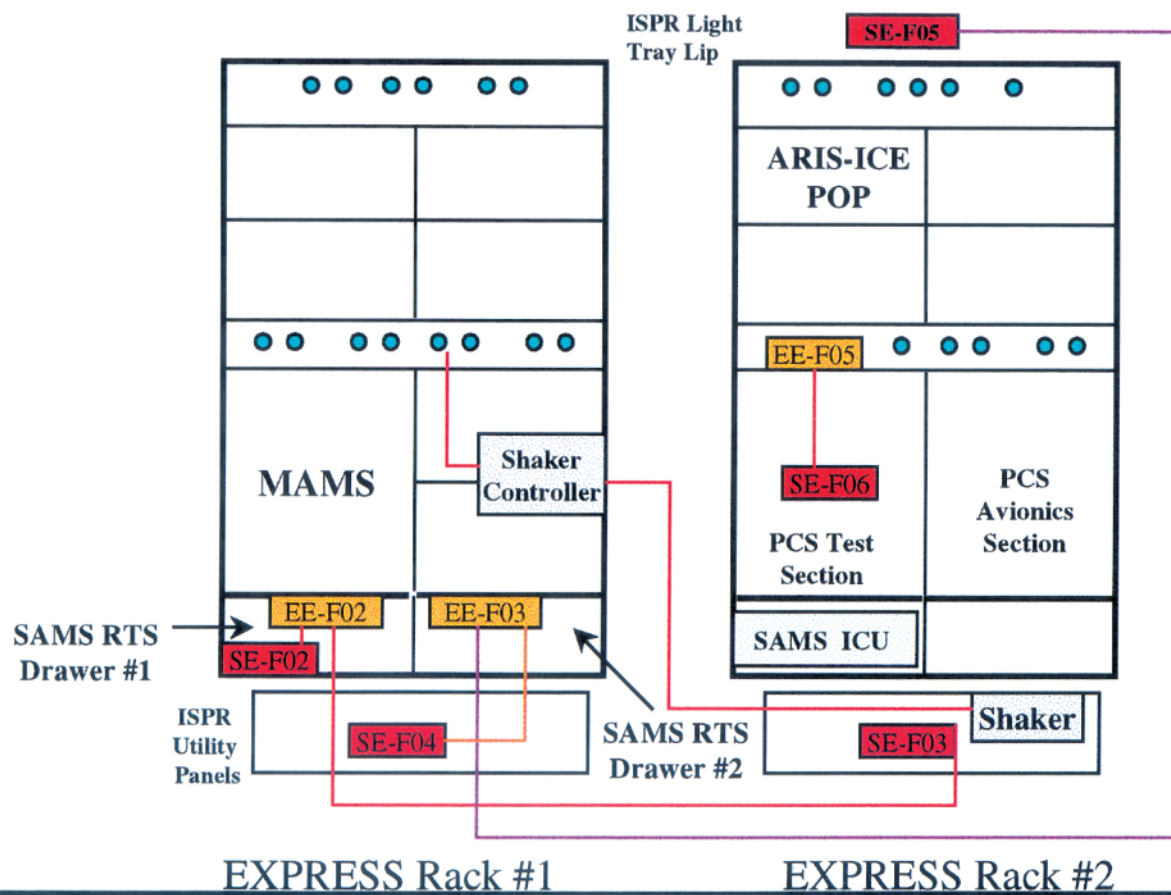 ISPR Light
Tray Lip
SE-F05
ARIS-ICE
POP
EE-F05
MAMS
Shaker
Controller
SE-F06
PCS
Avionics
Section
PCS Test
Section
EE-F02
EE-F03
SAMS RTS
Drawer #1
SE-F02
SAMS ICU
ISPR
Utility
Panels
SE-F04
SAMS RTS
Drawer #2
Shaker
SE-F03
EXPRESS Rack #1
EXPRESS Rack #2